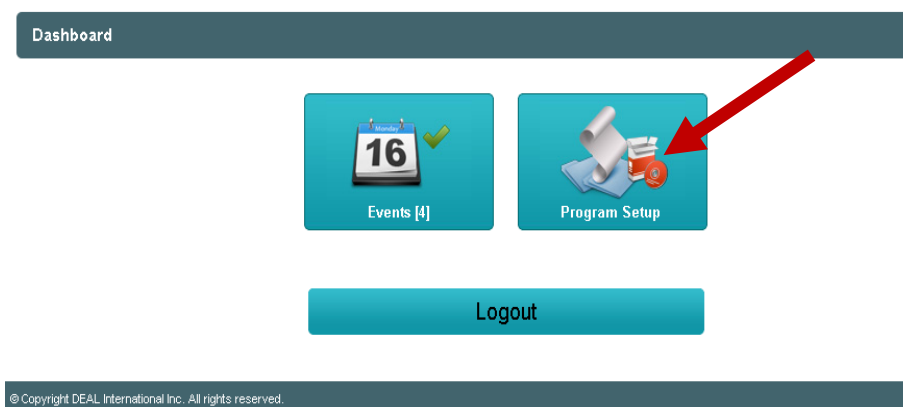 Dashboard
Monday
16
Events [4]
Program Setup
Logout
© Copyright DEAL International Inc. All rights reserved.